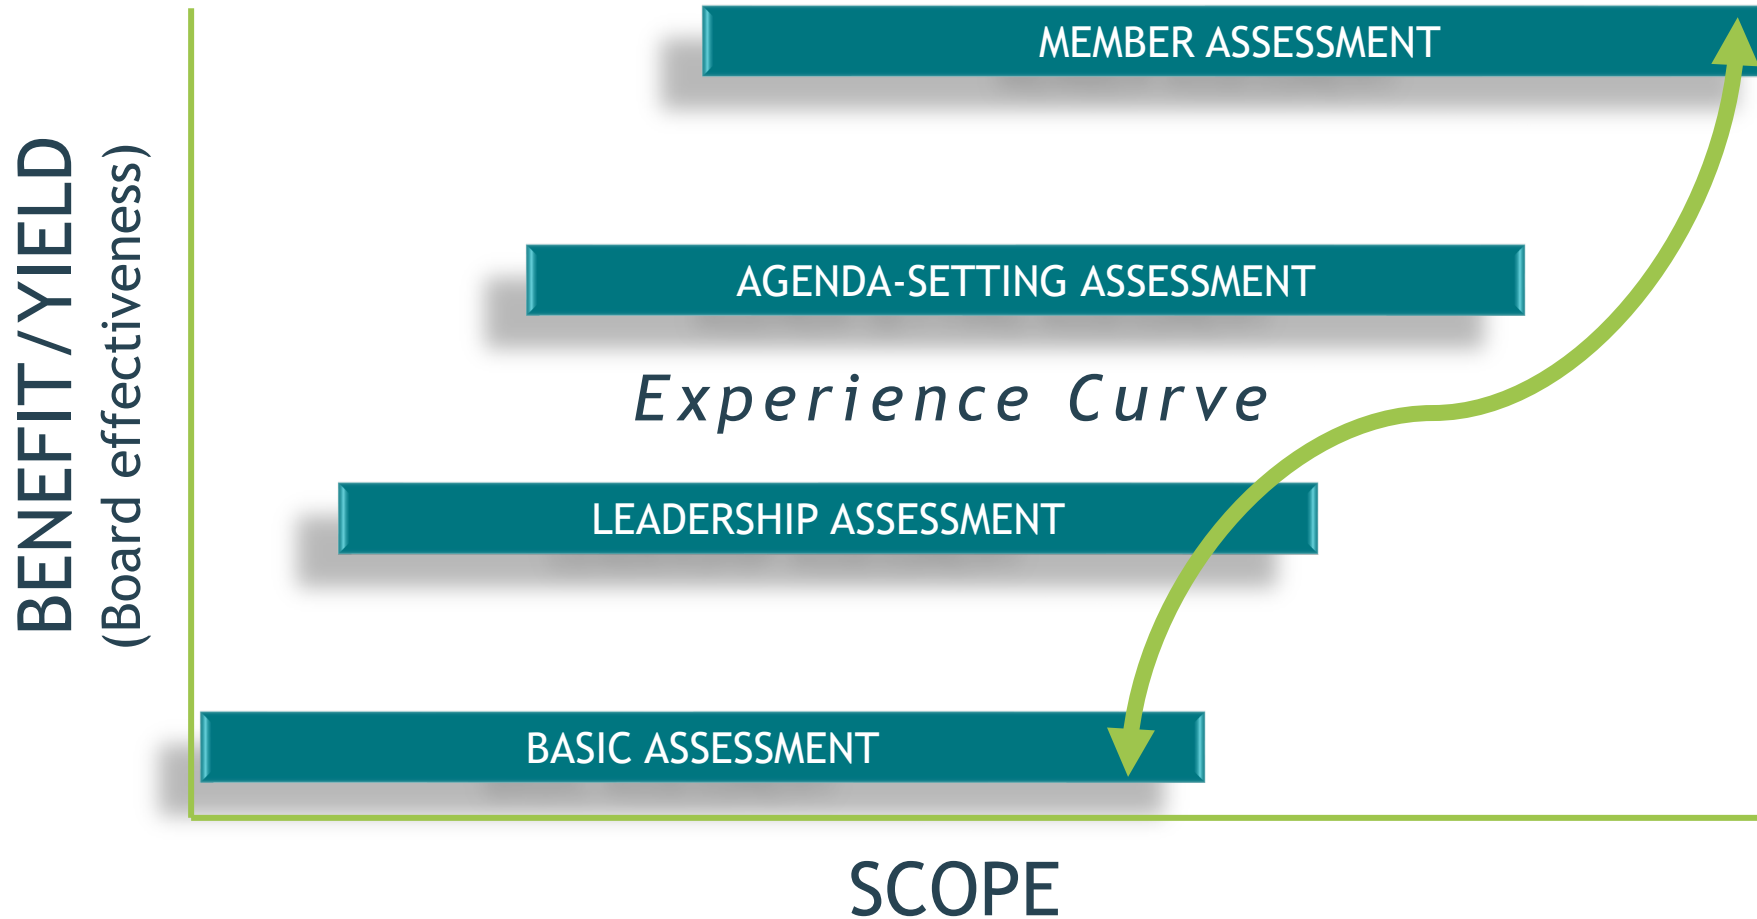 MEMBER ASSESSMENT
AGENDA-SETTING ASSESSMENT
Experience Curve
LEADERSHIP ASSESSMENT
BASIC ASSESSMENT
BENEFIT/YIELD
(Board effectiveness)
SCOPE